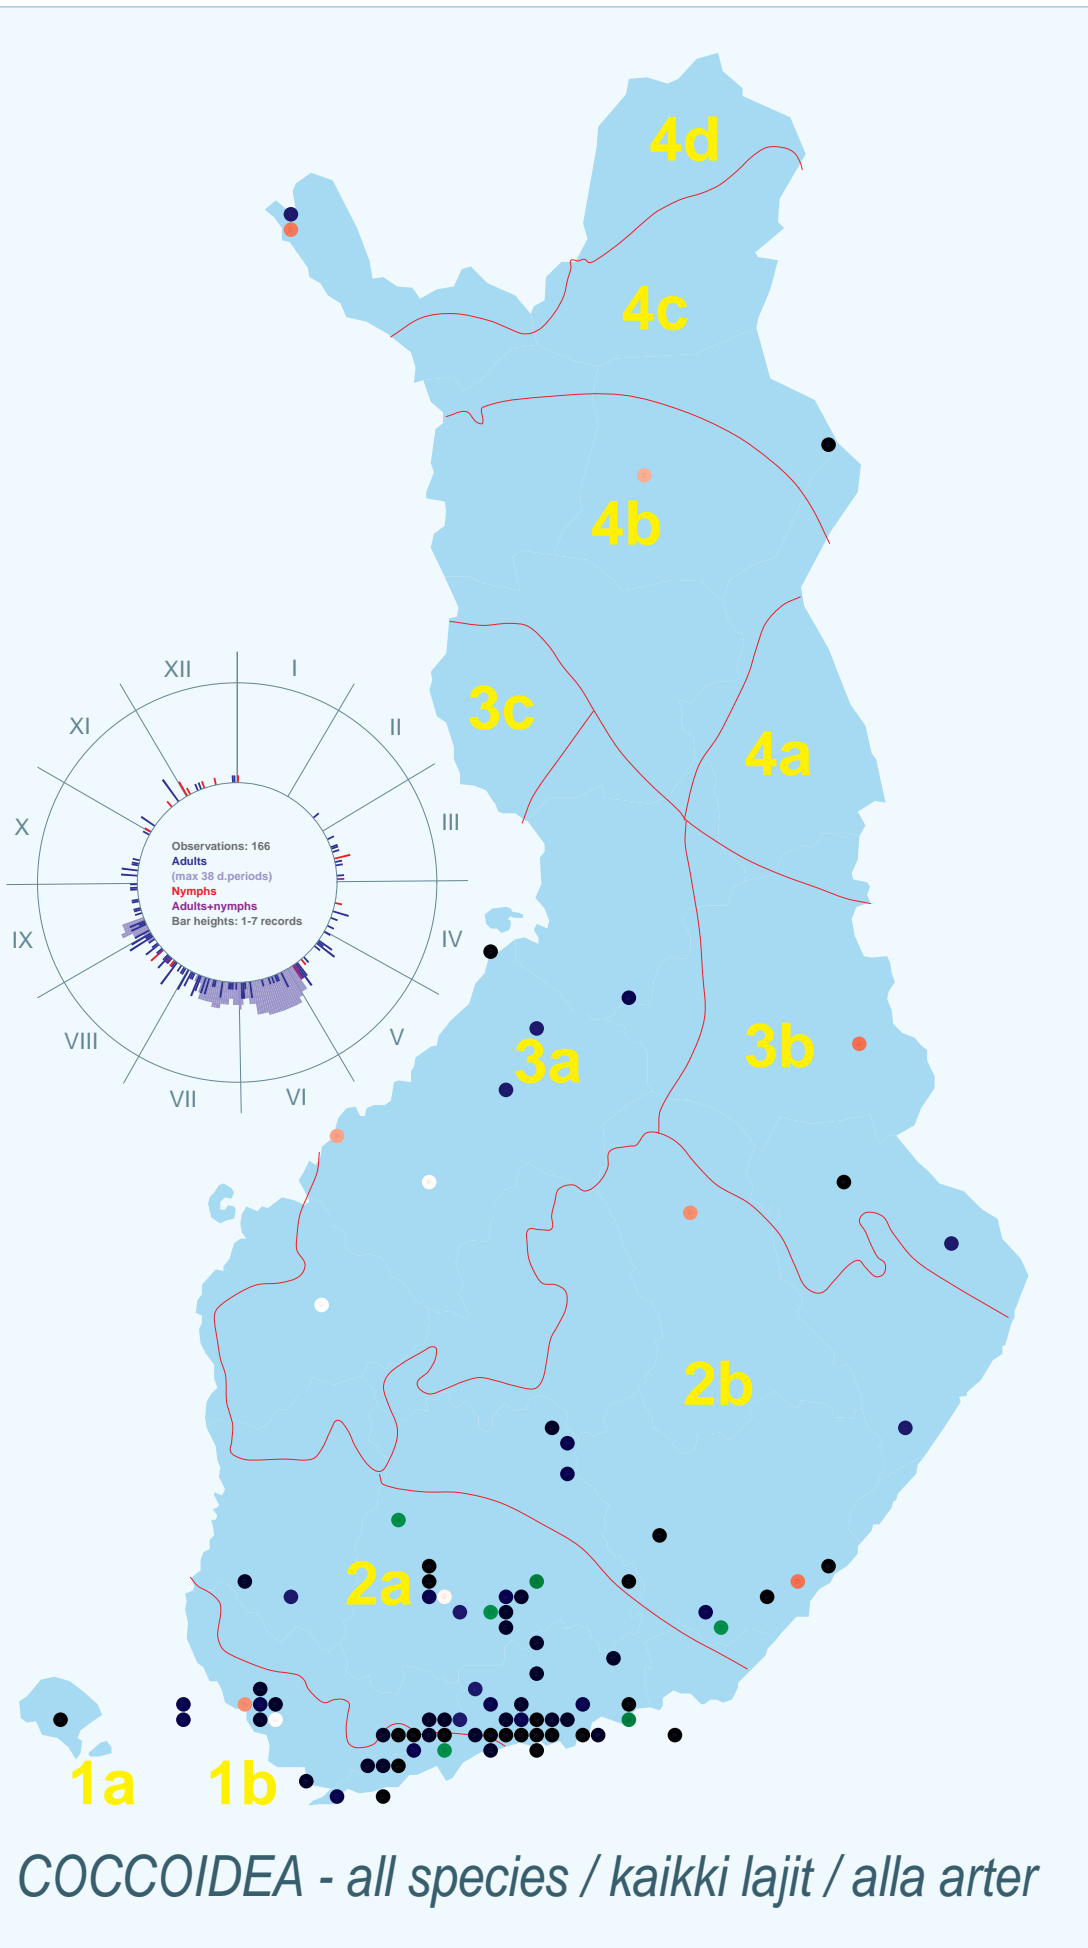 4d
4c
4b
3c
4a
XII
I
XI
II
X
III
Observations: 166
Adults
(max 38 d.periods)
Nymphs
Adults+nymphs
Bar heights: 1-7 records
IX
IV
VIII
V
VII
VI
3a
3b
2b
2a
1a
1b
COCCOIDEA - all species / kaikki lajit / alla arter